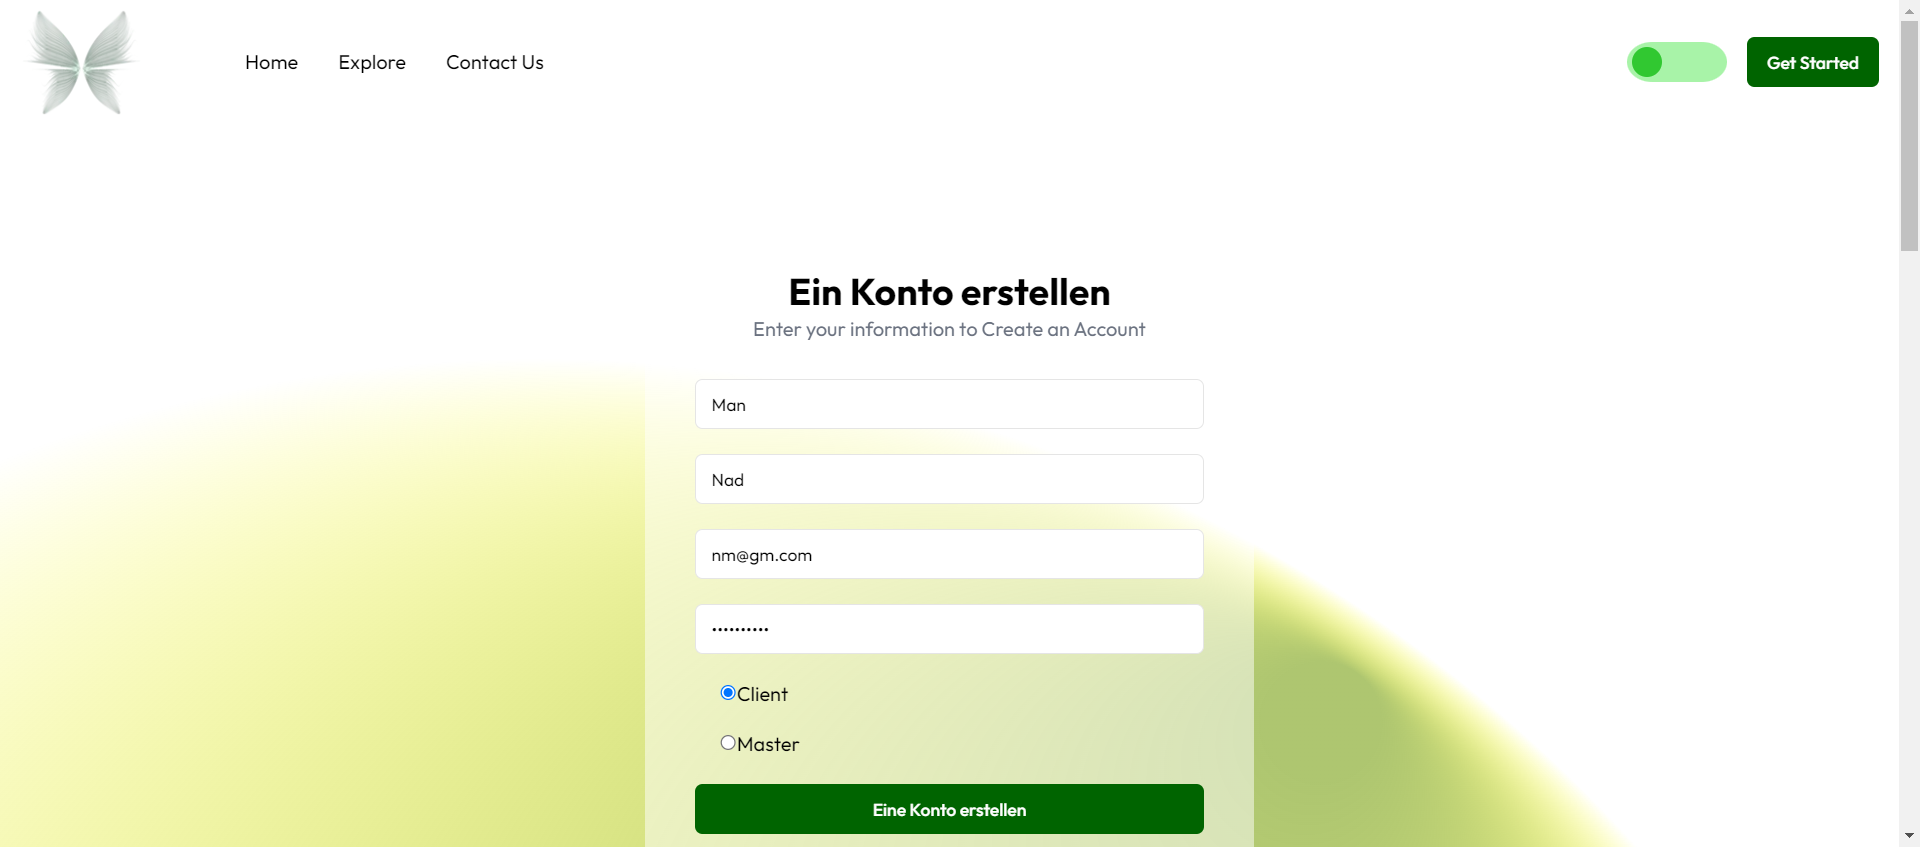 Home
Explore
Contact Us
Get Started
Ein Konto erstellen
Enter your information to Create an Account
Man
Nad
nm@gm.com
••••••••••
Client
Master
Eine Konto erstellen